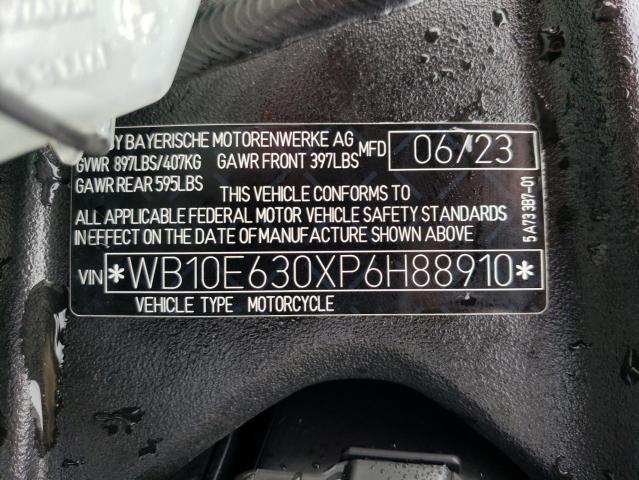 BY BAYERISCHE MOTORENWERKE AG
GVWR 897LBS/407KG GAWR FRONT 397LBS
MFD 06/23
GAWR REAR 595LBS
THIS VEHICLE CONFORMS TO
ALL APPLICABLE FEDERAL MOTOR VEHICLE SAFETY STANDARDS
IN EFFECT ON THE DATE OF MANUFACTURE SHOWN ABOVE
5 A73 3B7-01
VIN *WB10E630XP6H88910*
VEHICLE TYPE MOTORCYCLE